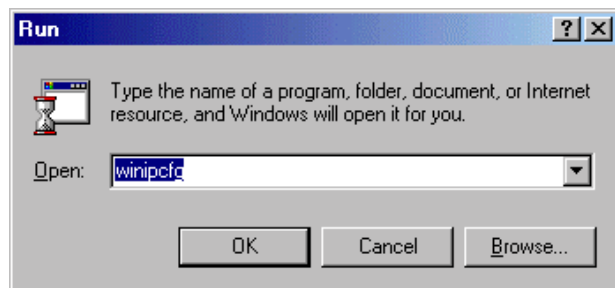 Run
Type the name of a program, folder, document, or Internet
resource, and Windows will open it for you.
Open: winipcfg
OK Cancel Browse...